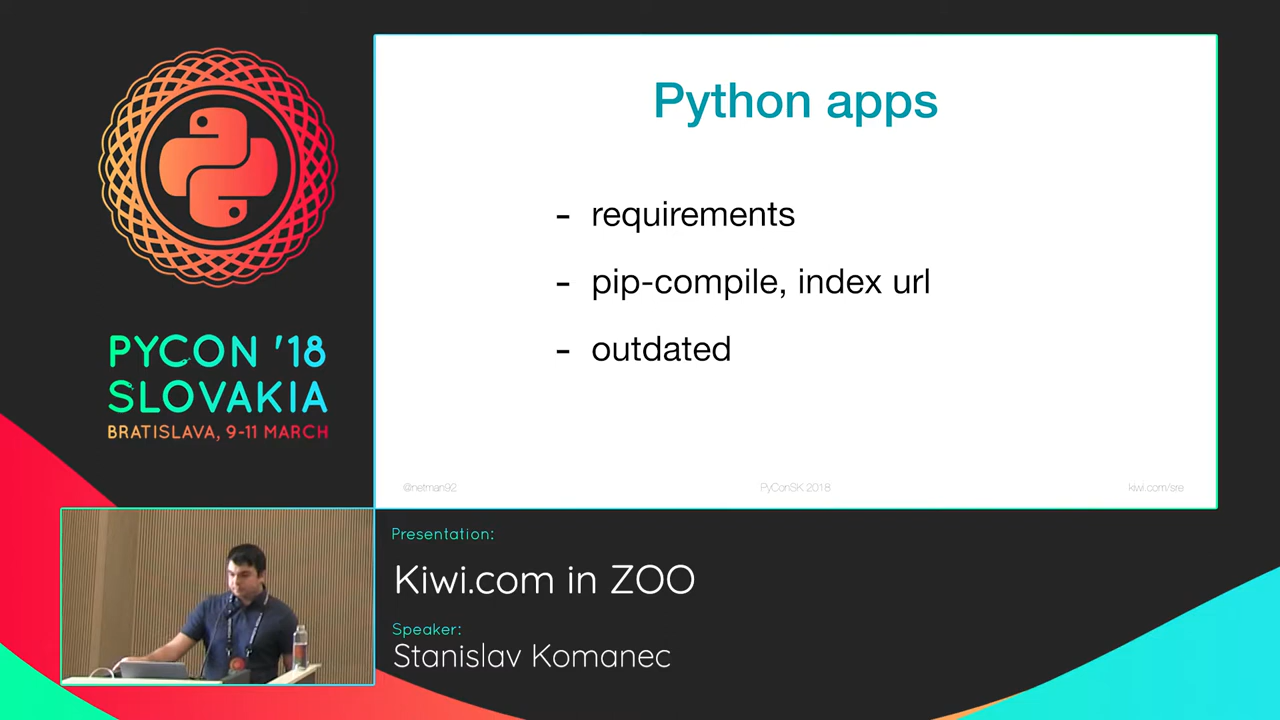 Python apps
- requirements
- pip-compile, index url
- outdated
@netman92
PyConSK 2018
kiwi.com/sre
PYCON '18
SLOVAKIA
BRATISLAVA, 9-11 MARCH
Presentation:
Kiwi.com in ZOO
Speaker:
Stanislav Komanec